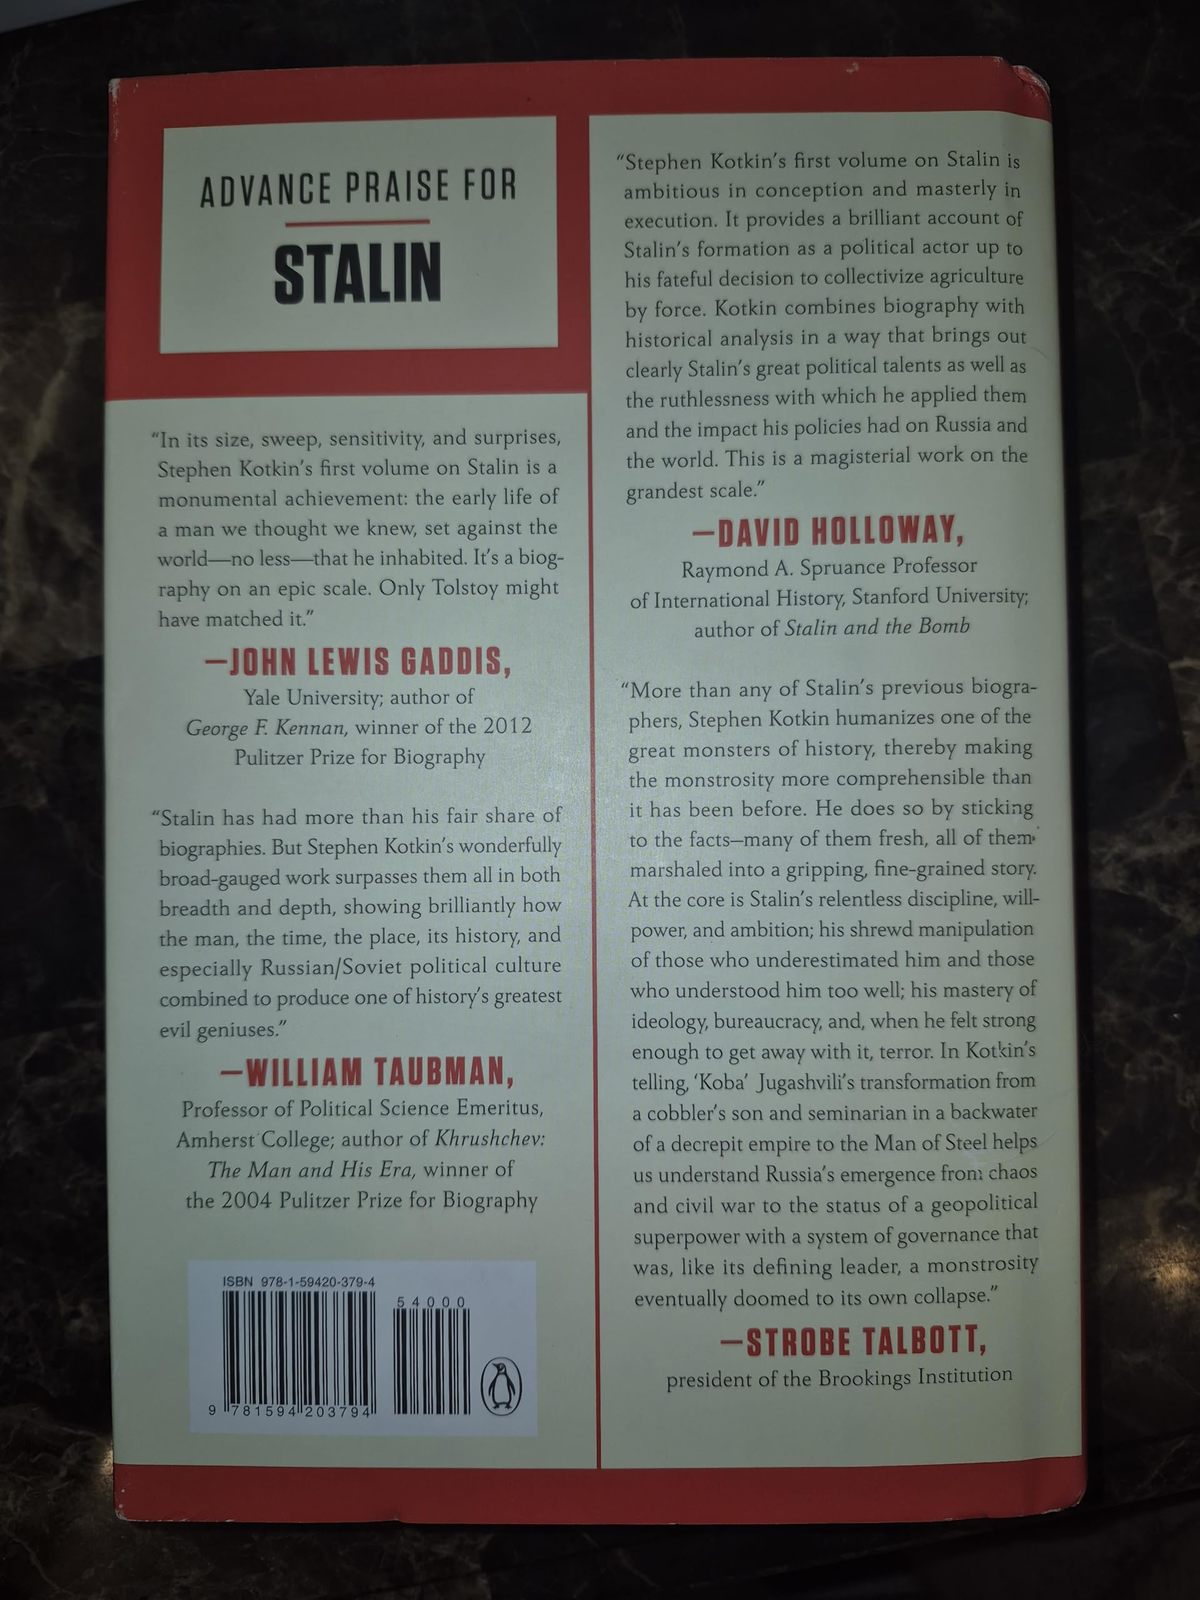 ADVANCE PRAISE FOR
STALIN
“In its size, sweep, sensitivity, and surprises,
Stephen Kotkin’s first volume on Stalin is a
monumental achievement: the early life of
a man we thought we knew, set against the
world—no less—that he inhabited. It’s a biog-
raphy on an epic scale. Only Tolstoy might
have matched it.”
—JOHN LEWIS GADDIS,
Yale University; author of
George F. Kennan, winner of the 2012
Pulitzer Prize for Biography
“Stalin has had more than his fair share of
biographies. But Stephen Kotkin’s wonderfully
broad-gauged work surpasses them all in both
breadth and depth, showing brilliantly how
the man, the time, the place, its history, and
especially Russian/Soviet political culture
combined to produce one of history’s greatest
evil geniuses.”
—WILLIAM TAUBMAN,
Professor of Political Science Emeritus,
Amherst College; author of Khrushchev:
The Man and His Era, winner of
the 2004 Pulitzer Prize for Biography
ISBN 978-1-59420-379-4
54000
9 781594 203794
“Stephen Kotkin’s first volume on Stalin is
ambitious in conception and masterly in
execution. It provides a brilliant account of
Stalin’s formation as a political actor up to
his fateful decision to collectivize agriculture
by force. Kotkin combines biography with
historical analysis in a way that brings out
clearly Stalin’s great political talents as well as
the ruthlessness with which he applied them
and the impact his policies had on Russia and
the world. This is a magisterial work on the
grandest scale.”
—DAVID HOLLOWAY,
Raymond A. Spruance Professor
of International History, Stanford University;
author of Stalin and the Bomb
“More than any of Stalin’s previous biogra-
phers, Stephen Kotkin humanizes one of the
great monsters of history, thereby making
the monstrosity more comprehensible than
it has been before. He does so by sticking
to the facts—many of them fresh, all of them
marshaled into a gripping, fine-grained story.
At the core is Stalin’s relentless discipline, will-
power, and ambition; his shrewd manipulation
of those who underestimated him and those
who understood him too well; his mastery of
ideology, bureaucracy, and, when he felt strong
enough to get away with it, terror. In Kotkin’s
telling, ‘Koba’ Jugashvili’s transformation from
a cobbler’s son and seminarian in a backwater
of a decrepit empire to the Man of Steel helps
us understand Russia’s emergence from chaos
and civil war to the status of a geopolitical
superpower with a system of governance that
was, like its defining leader, a monstrosity
eventually doomed to its own collapse.”
—STROBE TALBOTT,
president of the Brookings Institution